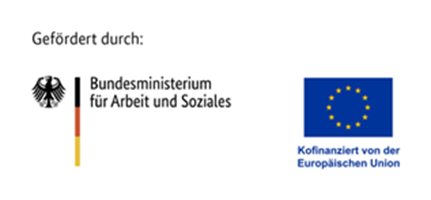 Gefördert durch:
Bundesministerium
für Arbeit und Soziales
Kofinanziert von der
Europäischen Union